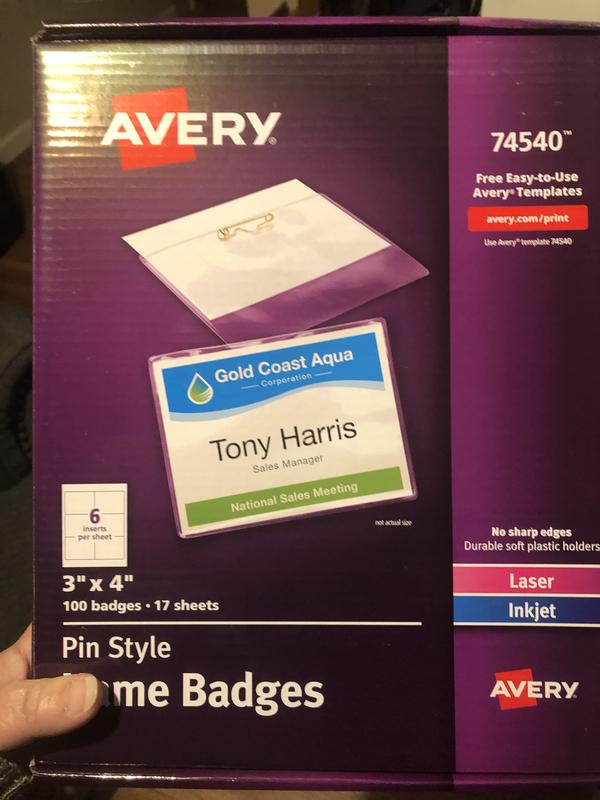 AVERY®
74540™
Free Easy-to-Use
Avery® Templates
avery.com/print
Use Avery® template 74540
Gold Coast Aqua
Corporation
Tony Harris
Sales Manager
National Sales Meeting
not actual size
6
inserts
per sheet
3" x 4"
100 badges • 17 sheets
Pin Style
ame Badges
No sharp edges
Durable soft plastic holders
Laser
Inkjet
AVERY